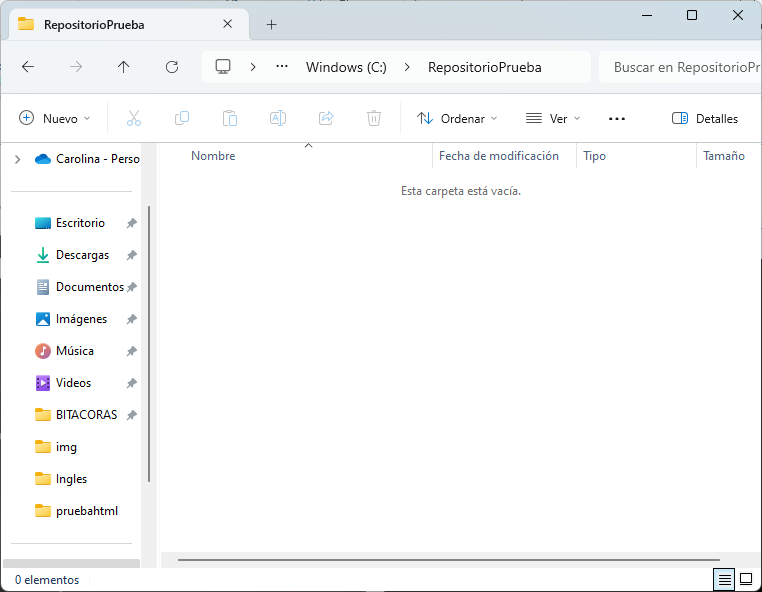 RepositorioPrueba
Windows (C:) RepositorioPrueba Buscar en RepositorioPr
Nuevo Ordenar Ver Detalles
Carolina - Perso
Nombre Fecha de modificación Tipo Tamaño
Esta carpeta está vacía.
Escritorio
Descargas
Documentos
Imágenes
Música
Videos
BITACORAS
img
Ingles
pruebahtml
0 elementos